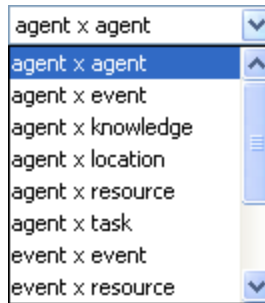 agent x agent
agent x agent
agent x event
agent x knowledge
agent x location
agent x resource
agent x task
event x event
event x resource